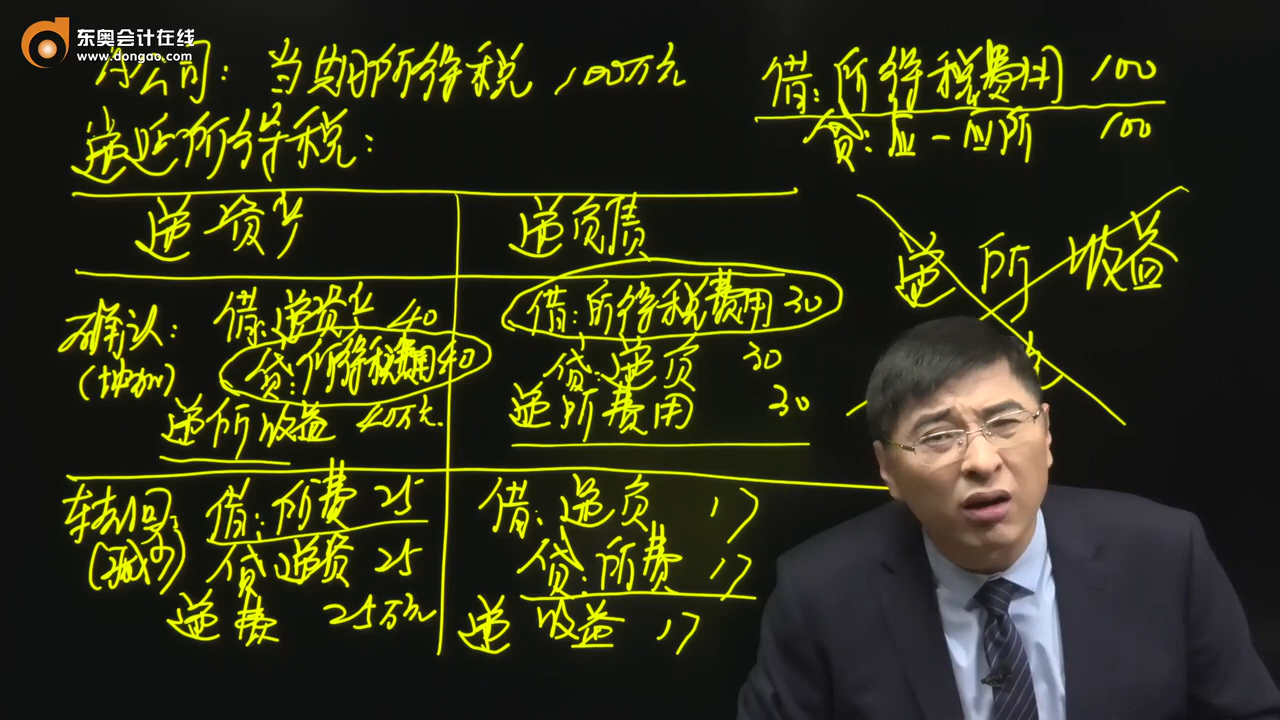 东奥会计在线
www.dongao.com
公司：当期所得税 100万元
递延所得税：
借：所得税费用 100
贷：应一应所 100
递资产
递负债
递 所 收益
确认：
(增加)
借：递资产 40
贷：所得税费用 40
递所收益 40万元
借：所得税费用 30
贷：递负 30
递所费用 30
转回：
(减少)
借：所费 25
贷 递资 25
递费 25万元
借：递负 17
贷：所费 17
递 收益 17